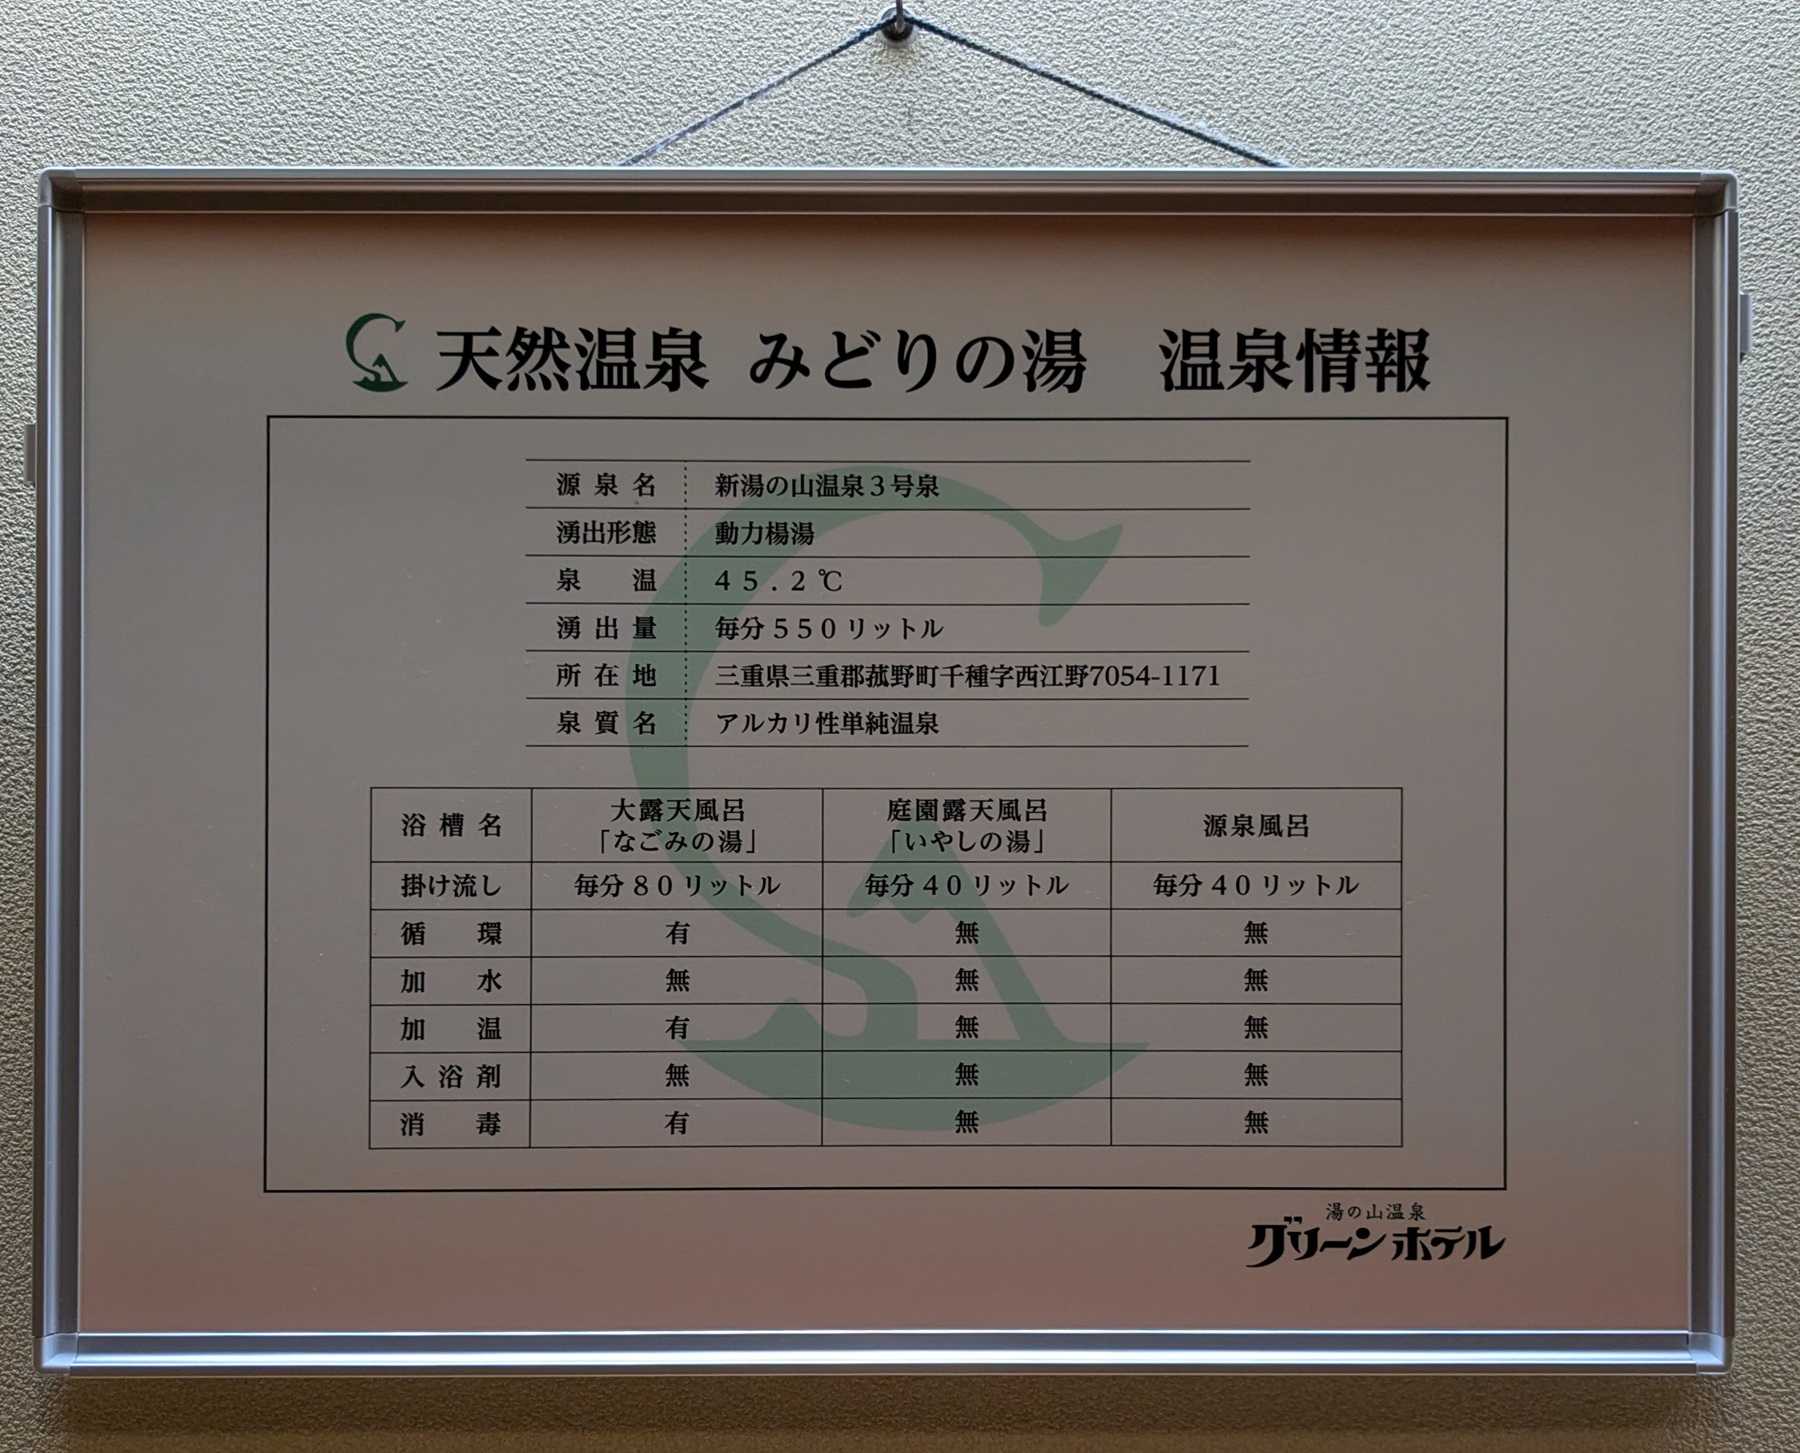 天然温泉 みどりの湯　温泉情報
源泉名 新湯の山温泉３号泉
湧出形態 動力楊湯
泉温 ４５.２℃
湧出量 毎分５５０リットル
所在地 三重県三重郡菰野町千種字西江野7054-1171
泉質名 アルカリ性単純温泉
浴槽名 大露天風呂「なごみの湯」 庭園露天風呂「いやしの湯」 源泉風呂
掛け流し 毎分８０リットル 毎分４０リットル 毎分４０リットル
循環 有 無 無
加水 無 無 無
加温 有 無 無
入浴剤 無 無 無
消毒 有 無 無
湯の山温泉
グリーンホテル